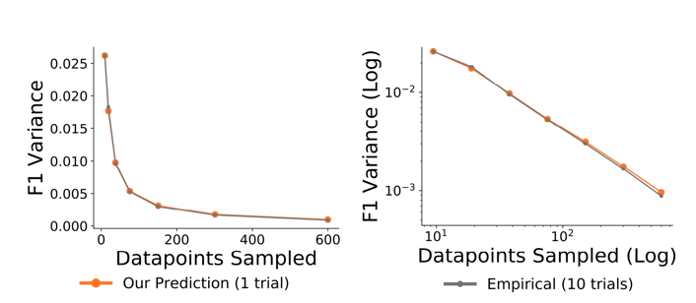 F1 Variance
0.025
0.020
0.015
0.010
0.005
0.000
0 200 400 600
Datapoints Sampled
F1 Variance (Log)
10⁻²
10⁻³
10¹ 10²
Datapoints Sampled (Log)
Our Prediction (1 trial)
Empirical (10 trials)